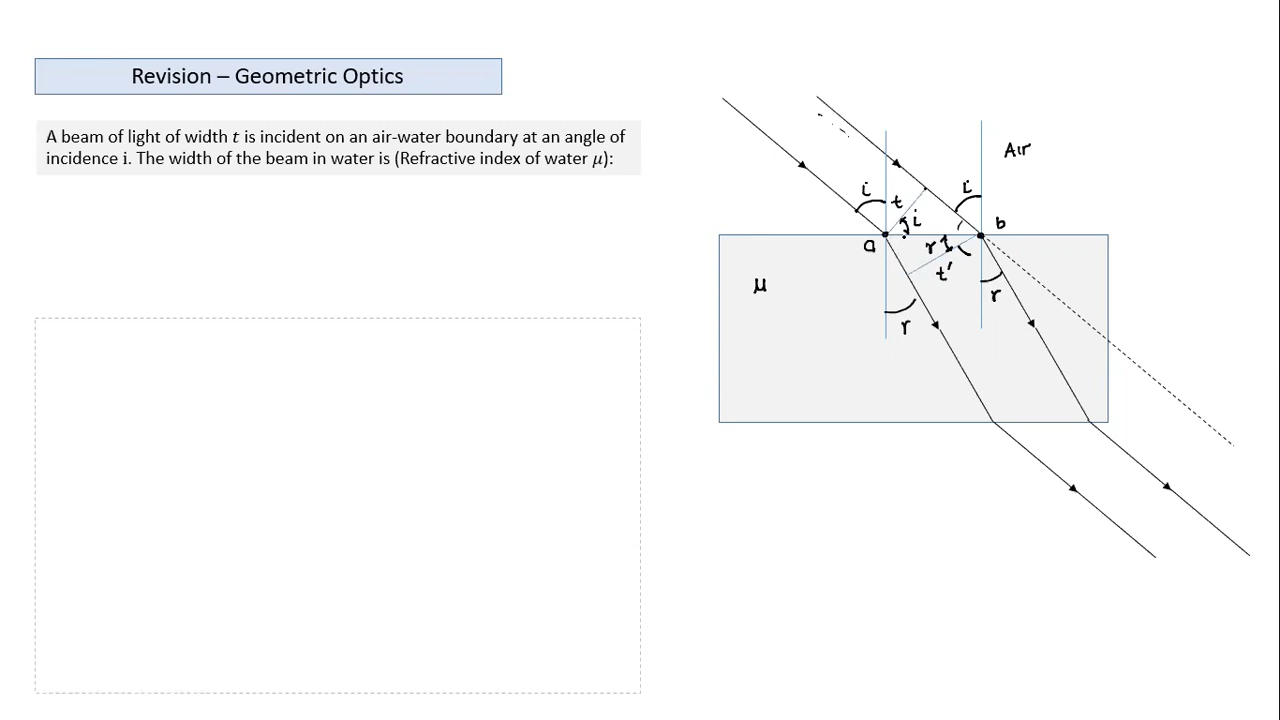 Revision – Geometric Optics
A beam of light of width t is incident on an air-water boundary at an angle of
incidence i. The width of the beam in water is (Refractive index of water μ):
Air
i
i
t
i
b
a
r
t'
μ
r
r